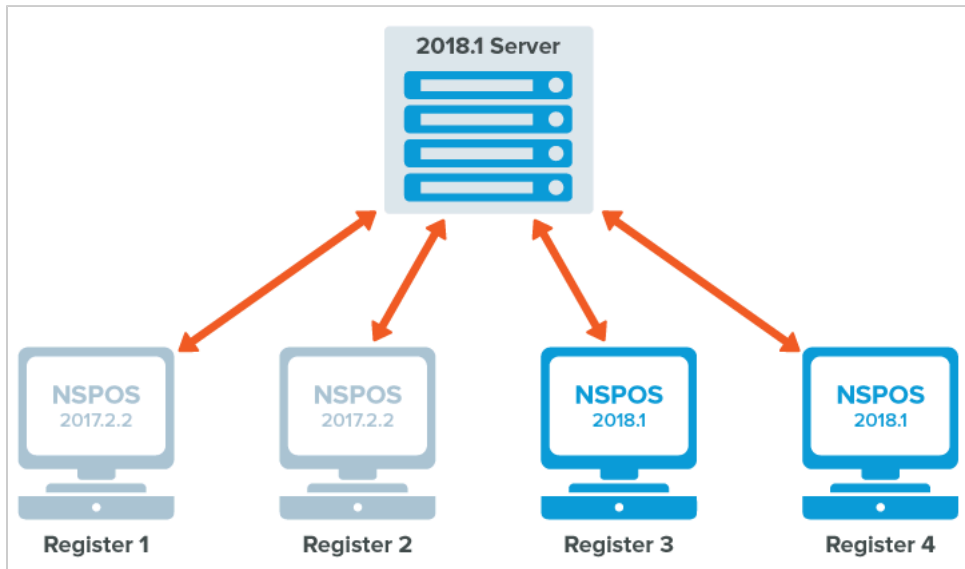 2018.1 Server
NSPOS
2017.2.2
NSPOS
2017.2.2
NSPOS
2018.1
NSPOS
2018.1
Register 1
Register 2
Register 3
Register 4